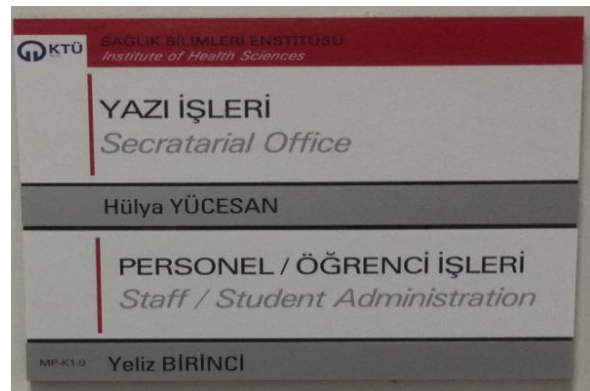 KTÜ
SAĞLIK BİLİMLERİ ENSTİTÜSÜ
Institute of Health Sciences
YAZI İŞLERİ
Secratarial Office
Hülya YÜCESAN
PERSONEL / ÖĞRENCİ İŞLERİ
Staff / Student Administration
MP-K1-9 Yeliz BİRİNCİ